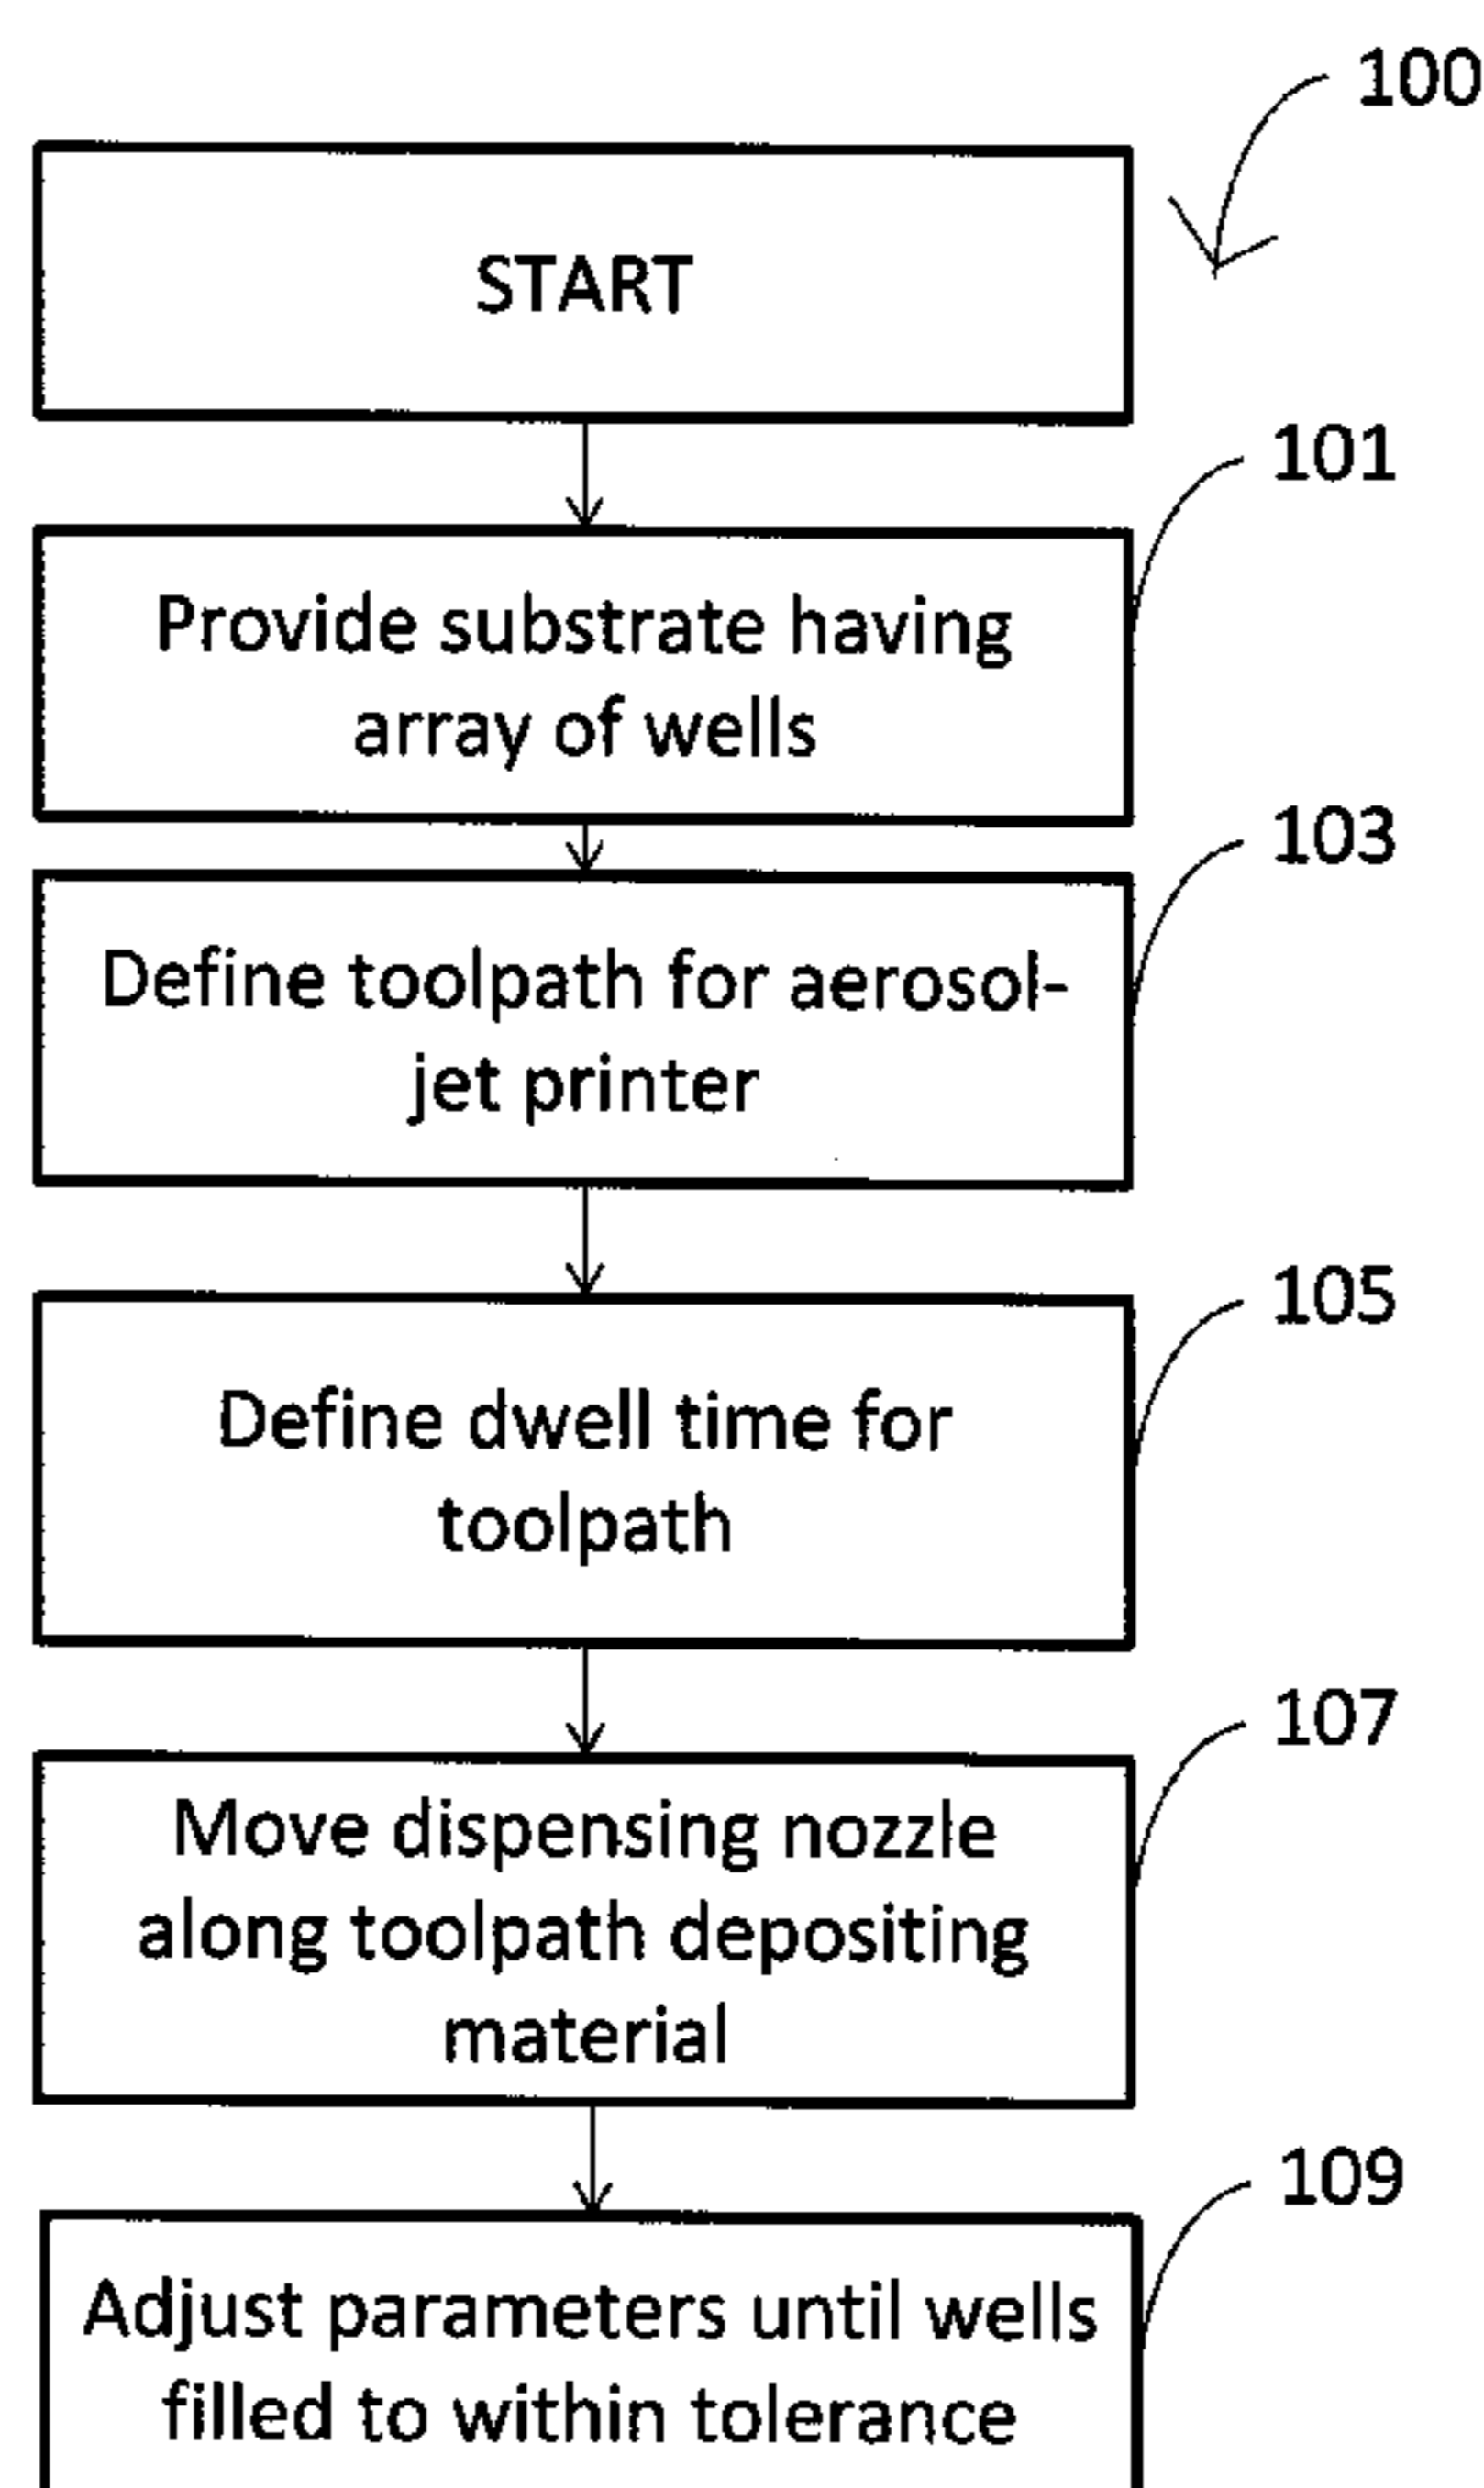 100
START
101
Provide substrate having
array of wells
103
Define toolpath for aerosol-
jet printer
105
Define dwell time for
toolpath
107
Move dispensing nozzle
along toolpath depositing
material
109
Adjust parameters until wells
filled to within tolerance